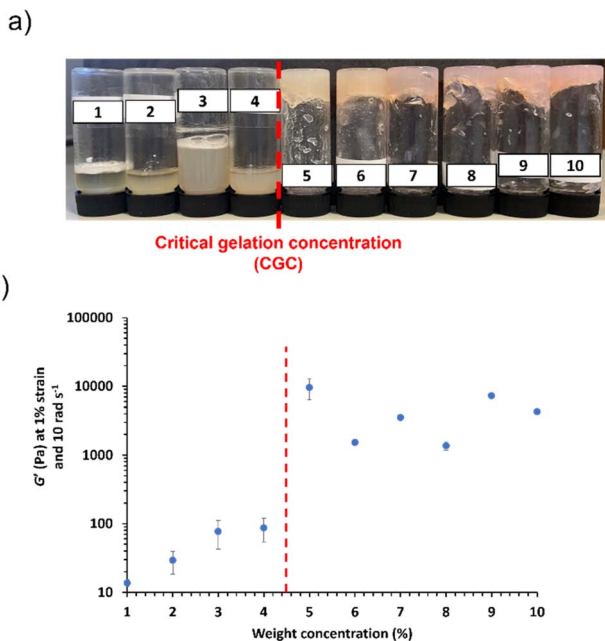 a)
1 2 3 4 5 6 7 8 9 10
Critical gelation concentration
(CGC)
)
100000
10000
1000
100
10
G' (Pa) at 1% strain
and 10 rad s⁻¹
1 2 3 4 5 6 7 8 9 10
Weight concentration (%)